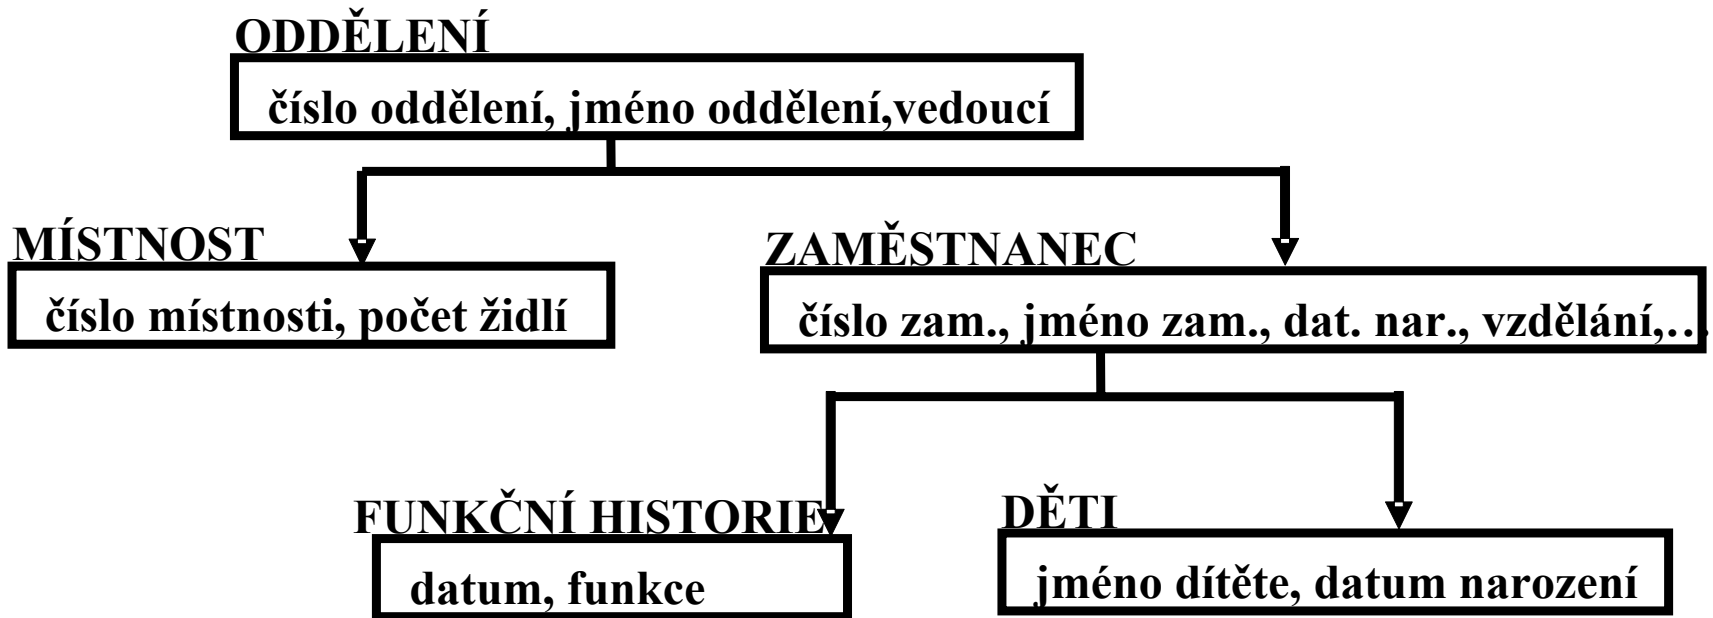 ODDĚLENÍ
číslo oddělení, jméno oddělení,vedoucí
MÍSTNOST
číslo místnosti, počet židlí
ZAMĚSTNANEC
číslo zam., jméno zam., dat. nar., vzdělání,…
FUNKČNÍ HISTORIE
datum, funkce
DĚTI
jméno dítěte, datum narození